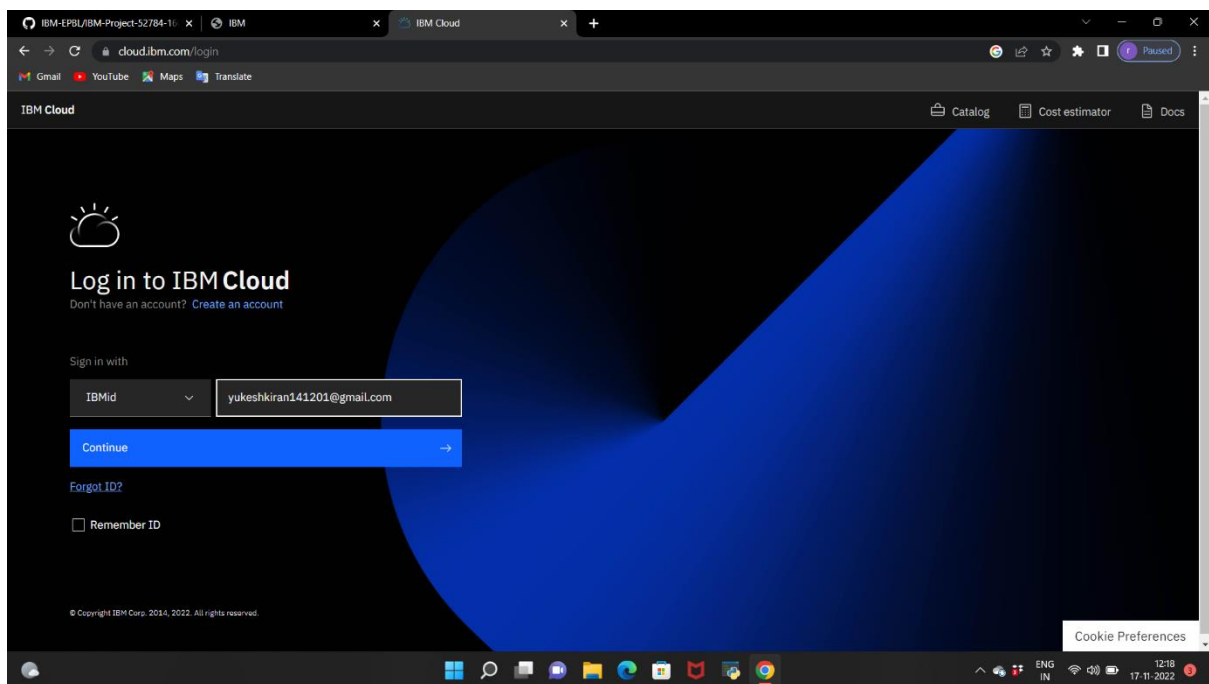 IBM-EPBL/IBM-Project-52784-16
IBM
IBM Cloud
cloud.ibm.com/login
Paused
Gmail YouTube Maps Translate
IBM Cloud
Catalog Cost estimator Docs
Log in to IBM Cloud
Don't have an account? Create an account
Sign in with
IBMid yukeshkiran141201@gmail.com
Continue
Forgot ID?
Remember ID
© Copyright IBM Corp. 2014, 2022. All rights reserved.
Cookie Preferences
ENG
IN
12:18
17-11-2022
3